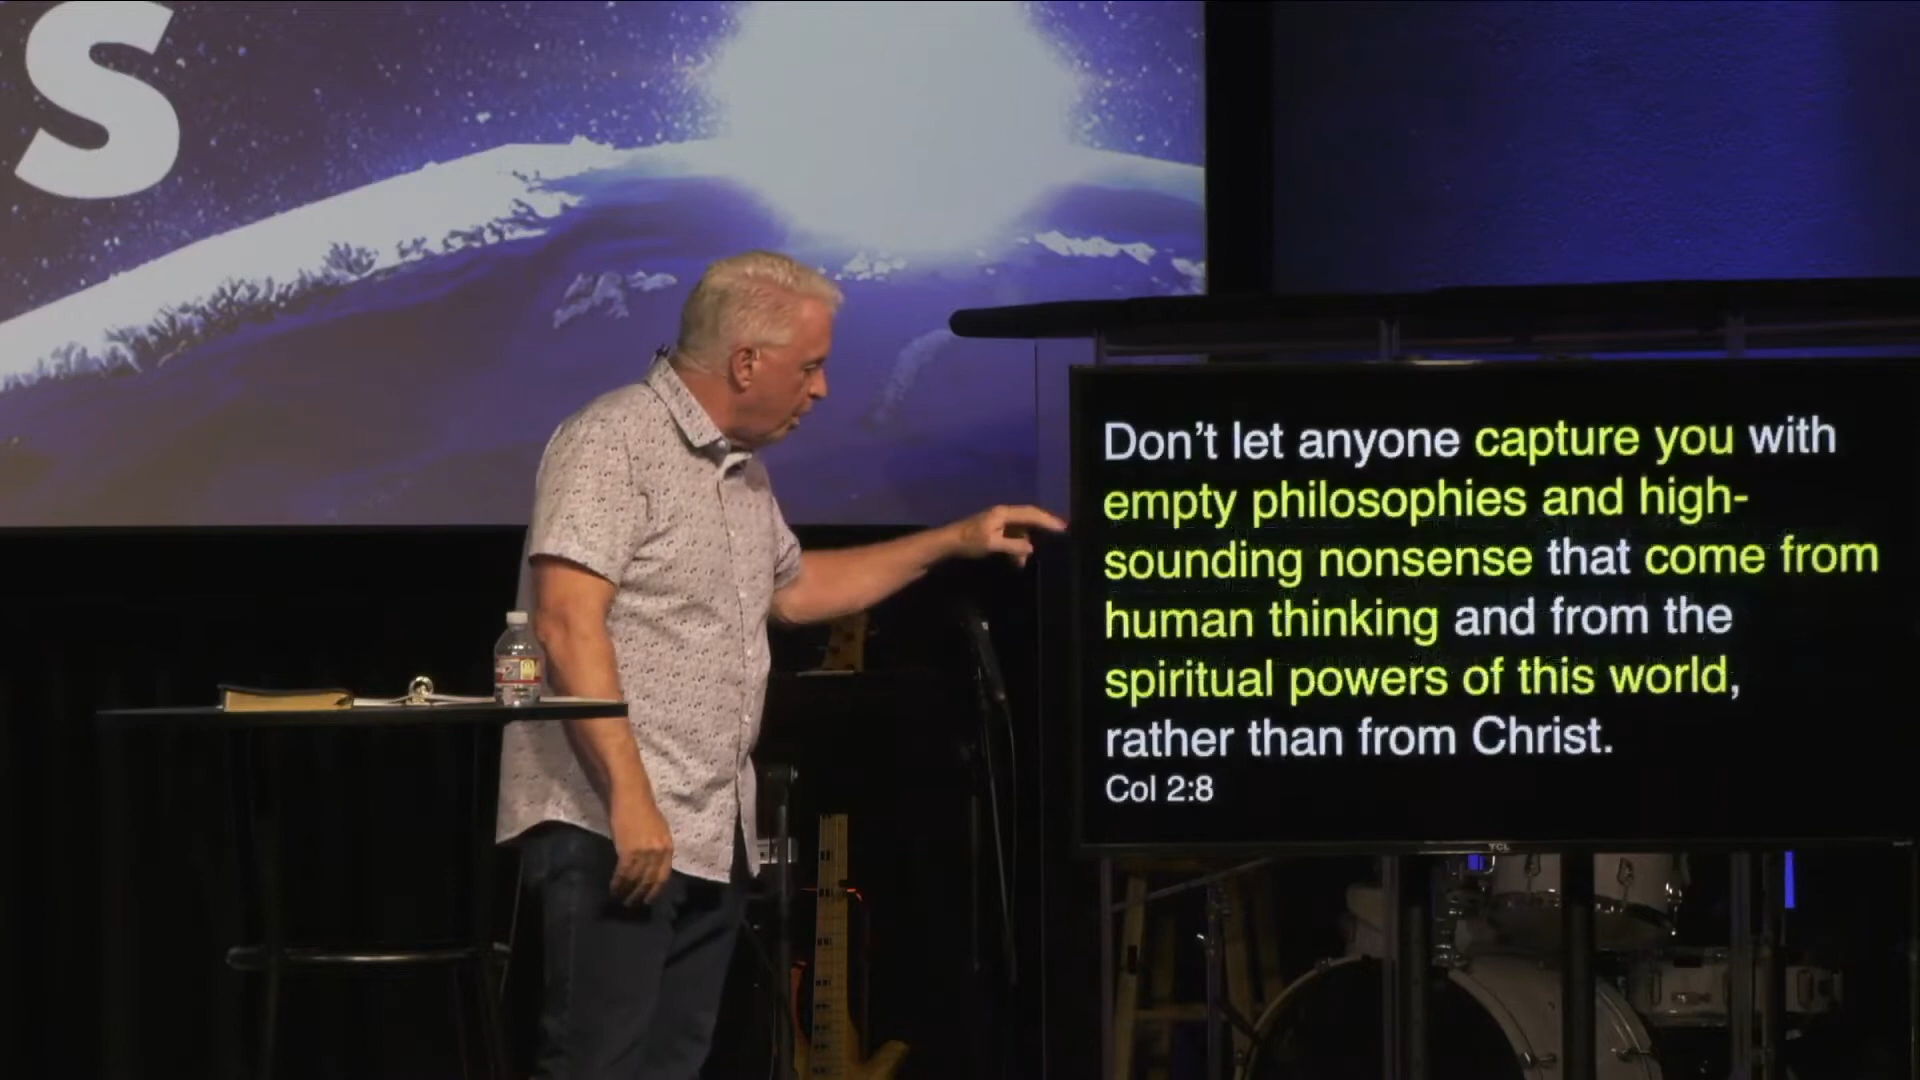 S
Don't let anyone capture you with
empty philosophies and high-
sounding nonsense that come from
human thinking and from the
spiritual powers of this world,
rather than from Christ.
Col 2:8
TCL